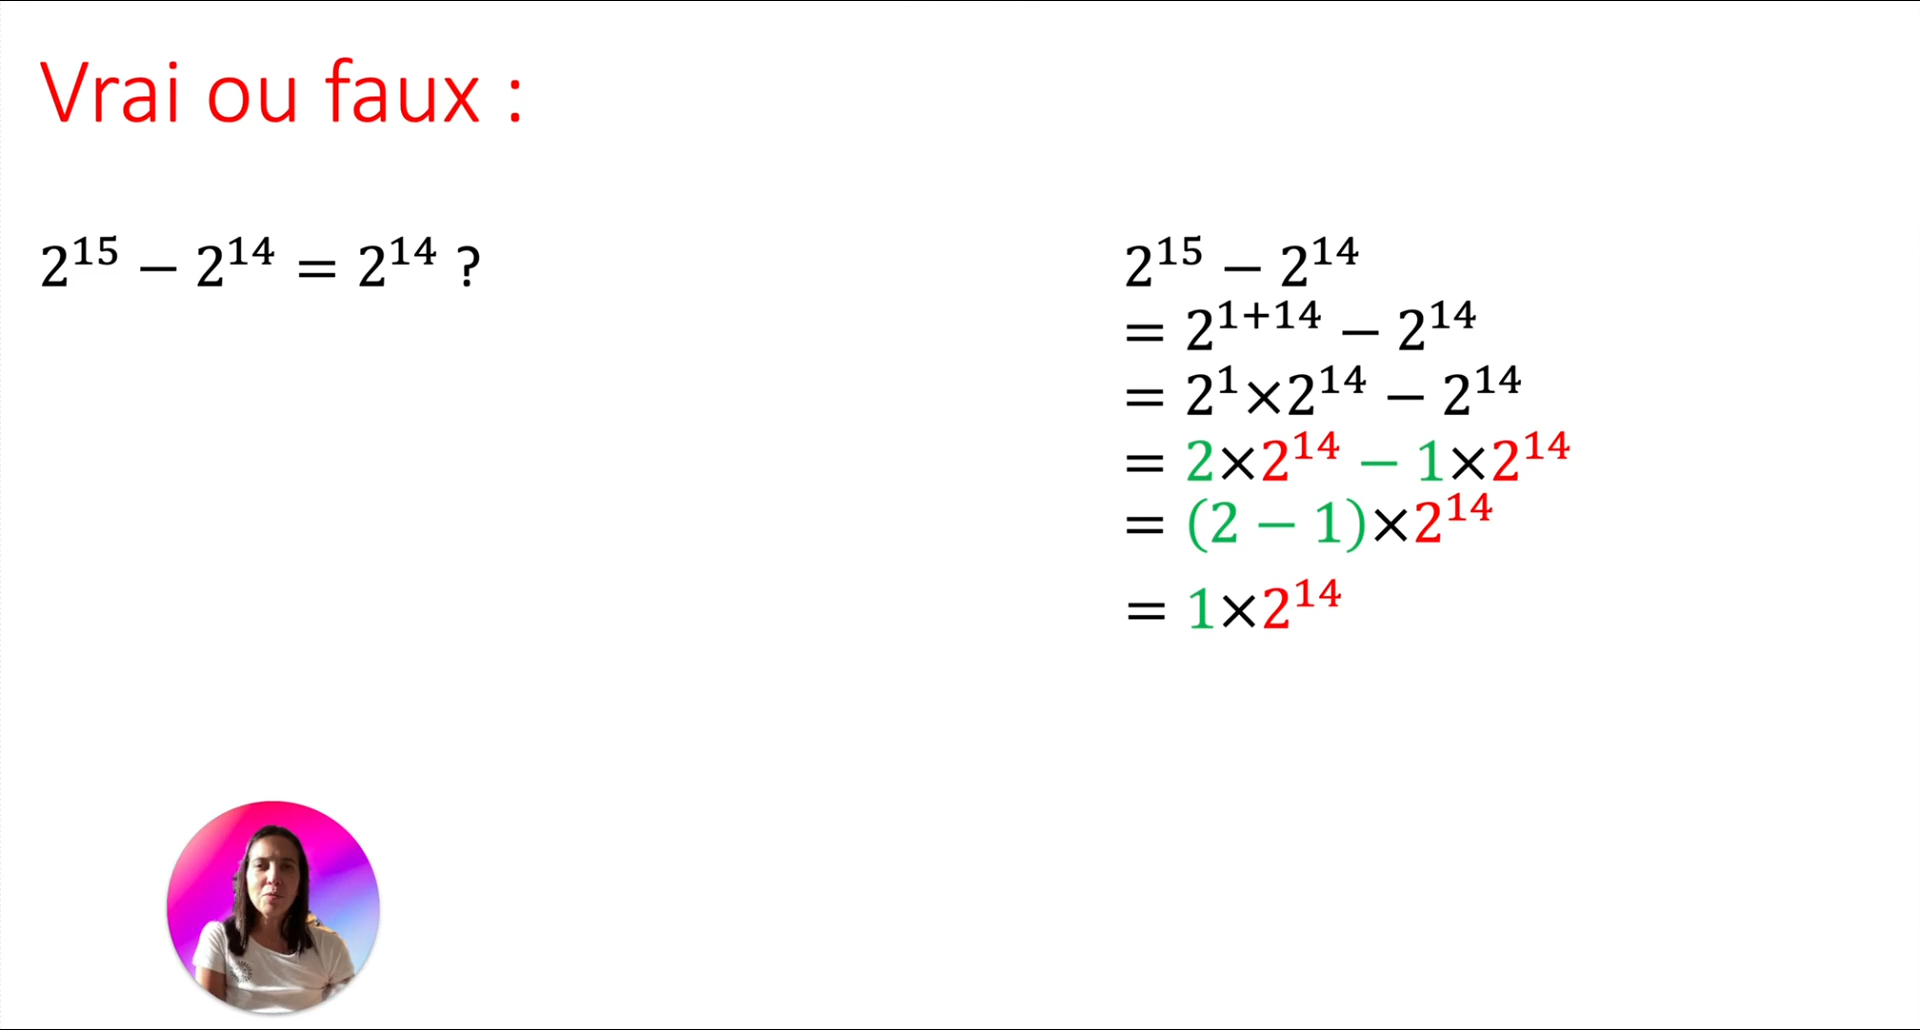 Vrai ou faux :
2¹⁵ − 2¹⁴ = 2¹⁴ ?
2¹⁵ − 2¹⁴
= 2¹⁺¹⁴ − 2¹⁴
= 2¹×2¹⁴ − 2¹⁴
= 2×2¹⁴ − 1×2¹⁴
= (2 − 1)×2¹⁴
= 1×2¹⁴